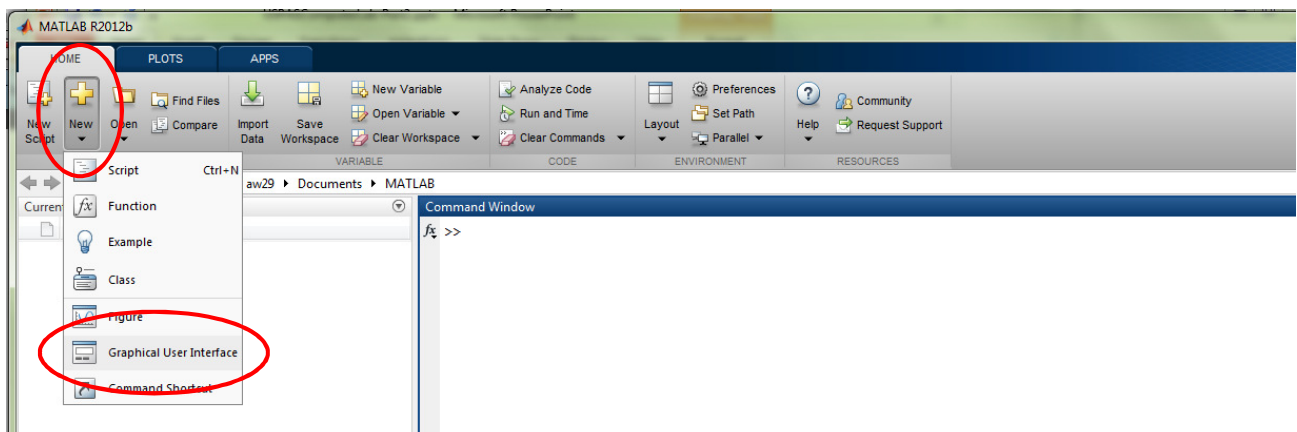 MATLAB R2012b
HOME PLOTS APPS
New Script
New
Open
Find Files
Compare
Import Data
Save Workspace
New Variable
Open Variable
Clear Workspace
Analyze Code
Run and Time
Clear Commands
Layout
Preferences
Set Path
Parallel
Help
Community
Request Support
VARIABLE CODE ENVIRONMENT RESOURCES
aw29 Documents MATLAB
Command Window
fx >>
Script Ctrl+N
fx Function
Example
Class
Figure
Graphical User Interface
Command Shortcut